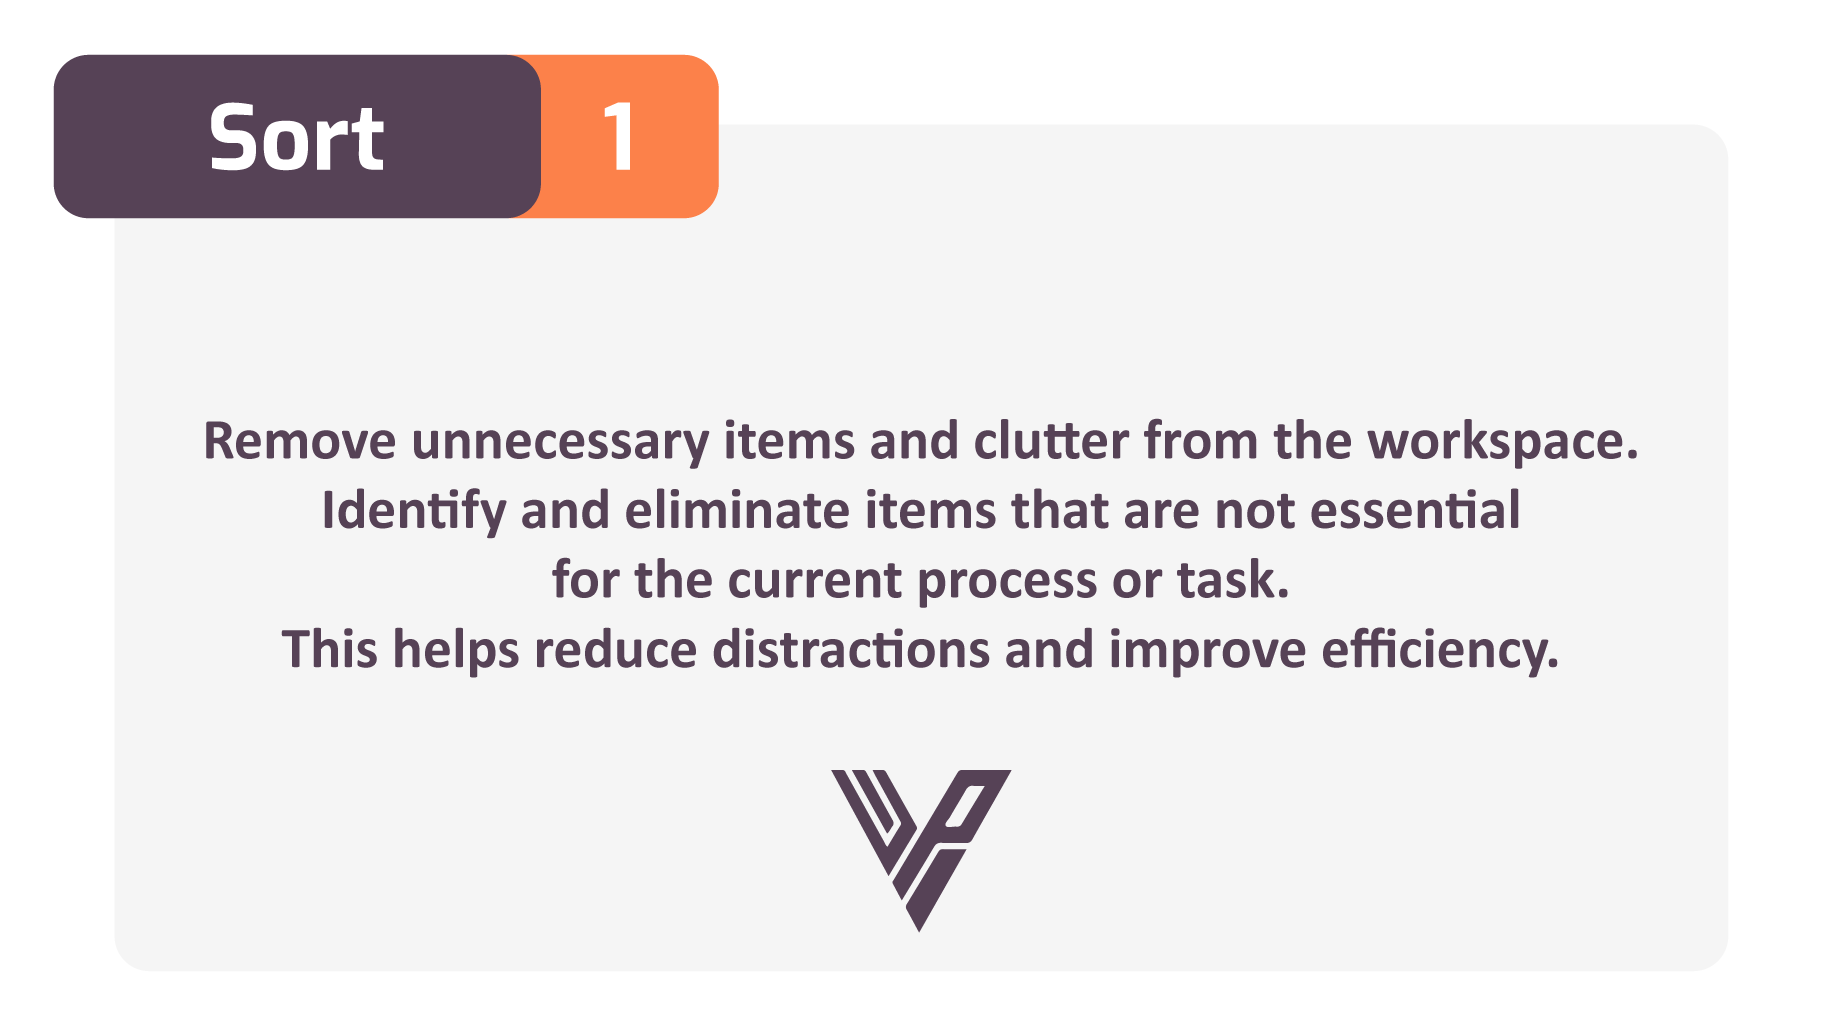 Sort
1
Remove unnecessary items and clutter from the workspace.
Identify and eliminate items that are not essential
for the current process or task.
This helps reduce distractions and improve efficiency.